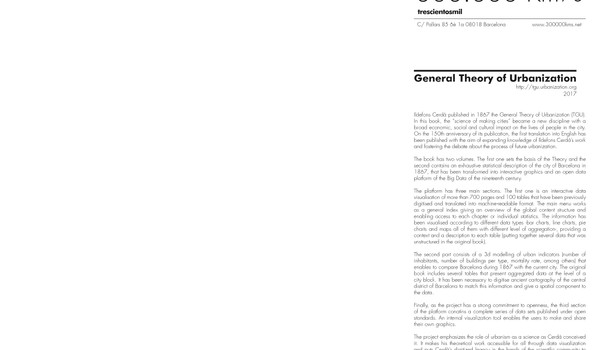 trescientosmil
C/ Pallars 85 6è 1a 08018 Barcelona www.300000kms.net
General Theory of Urbanization
http://tgu.urbanization.org
2017
Ildefons Cerdà published in 1867 the General Theory of Urbanization (TGU).
In this book, the "science of making cities" became a new discipline with a
broad economic, social and cultural impact on the lives of people in the city.
On the 150th anniversary of its publication, the first translation into English has
been published with the aim of expanding knowledge of Ildefons Cerdà's work
and fostering the debate about the process of future urbanization.
The book has two volumes. The first one sets the basis of the Theory and the
second contains an exhaustive statistical description of the city of Barcelona in
1867, that has been transformed into interactive graphics and an open data
platform of the Big Data of the nineteenth century.
The platform has three main sections. The first one is an interactive data
visualisation of more than 700 pages and 100 tables that have been previously
digitised and translated into machine-readable format. The main menu works
as a general index giving an overview of the global content structure and
enabling access to each chapter or individual statistics. The information has
been visualised according to different data types -bar charts, line charts, pie
charts and maps all of them with different level of aggregation, providing a
context and a description to each table (putting together several data that was
unstructured in the original book).
The second part consists of a 3d modelling of urban indicators (number of
inhabitants, number of buildings per type, mortality rate, among others) that
enables to compare Barcelona during 1867 with the current city. The original
book includes several tables that present aggregated data at the level of a
city block. It has been necessary to digitise ancient cartography of the central
district of Barcelona to match this information and give a spatial component to
the data.
Finally, as the project has a strong commitment to openness, the third section
of the platform contains a complete series of data sets published under open
standards. An internal visualization tool enables the users to make and share
their own graphics.
The project emphasizes the role of urbanism as a science as Cerdà conceived
it. It makes his theoretical work accessible for all through data visualization